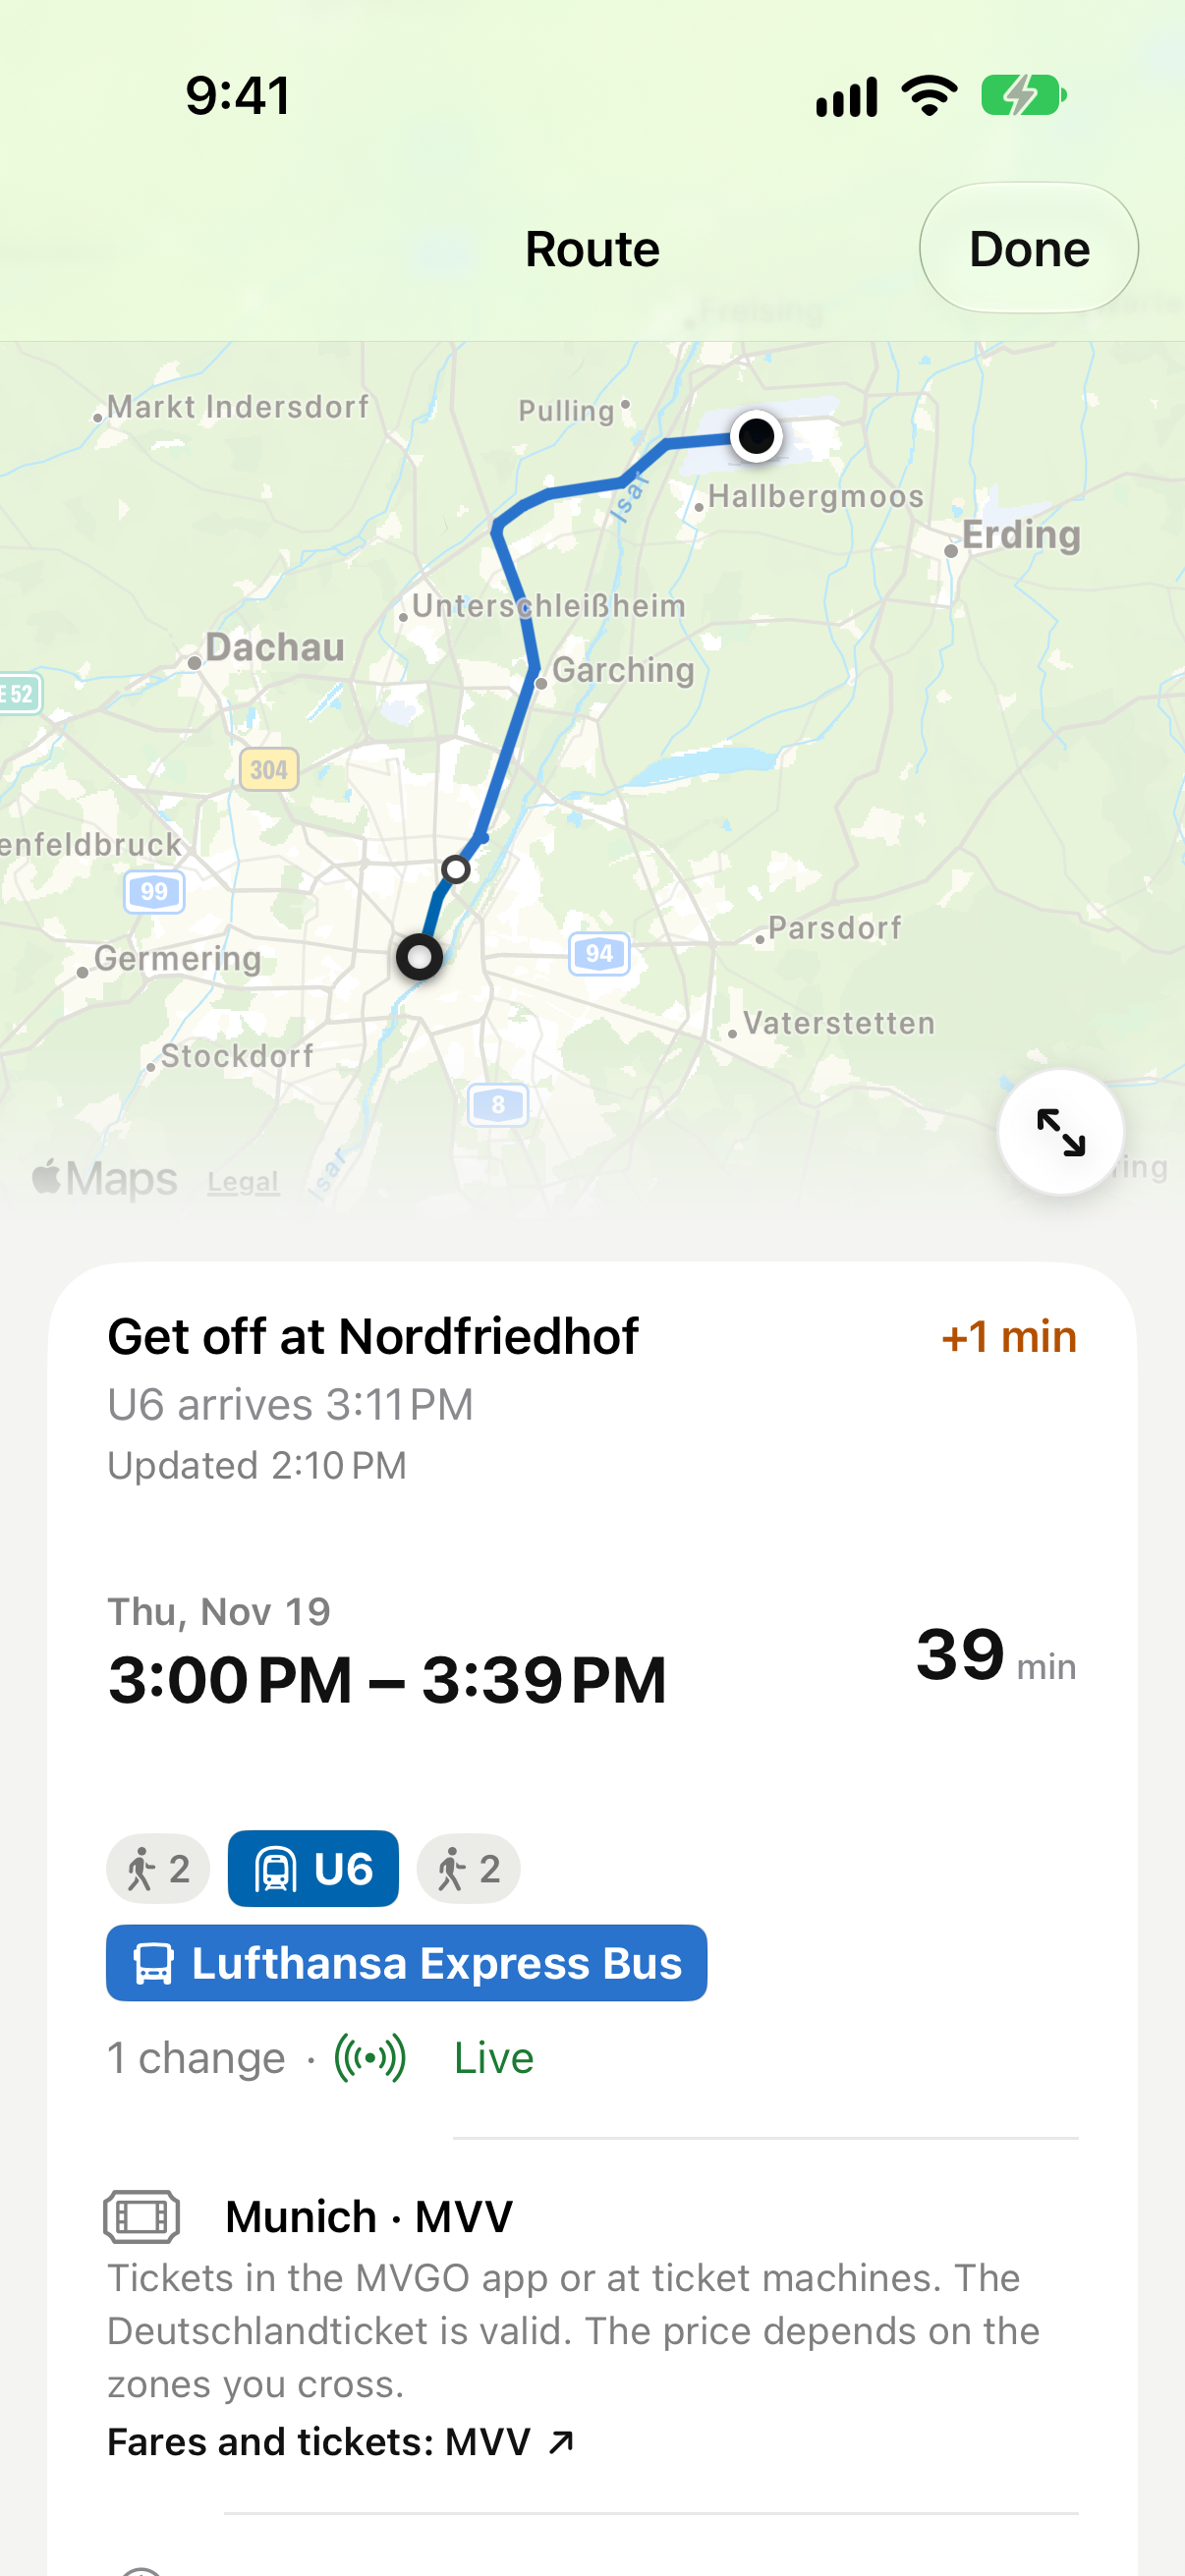 9:41
Route
Done
Freising
Markt Indersdorf
Pulling
Isar
Hallbergmoos
Erding
Unterschleißheim
Dachau
Garching
E 52
304
enfeldbruck
99
Parsdorf
94
Germering
Vaterstetten
Stockdorf
8
Maps
Legal
Isar
ing
Get off at Nordfriedhof
+1 min
U6 arrives 3:11 PM
Updated 2:10 PM
Thu, Nov 19
3:00 PM – 3:39 PM
39 min
2
U6
2
Lufthansa Express Bus
1 change · Live
Munich · MVV
Tickets in the MVGO app or at ticket machines. The
Deutschlandticket is valid. The price depends on the
zones you cross.
Fares and tickets: MVV ↗